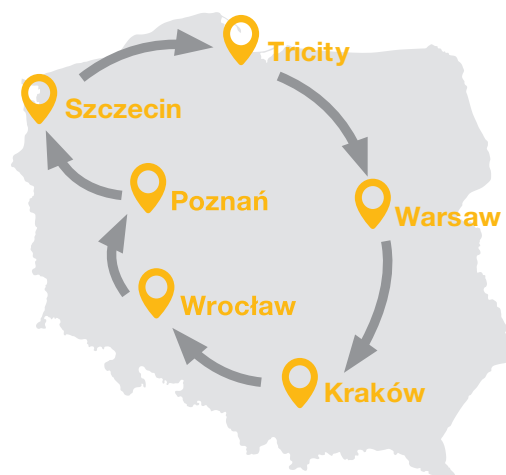 Tricity
Szczecin
Poznań
Warsaw
Wrocław
Kraków